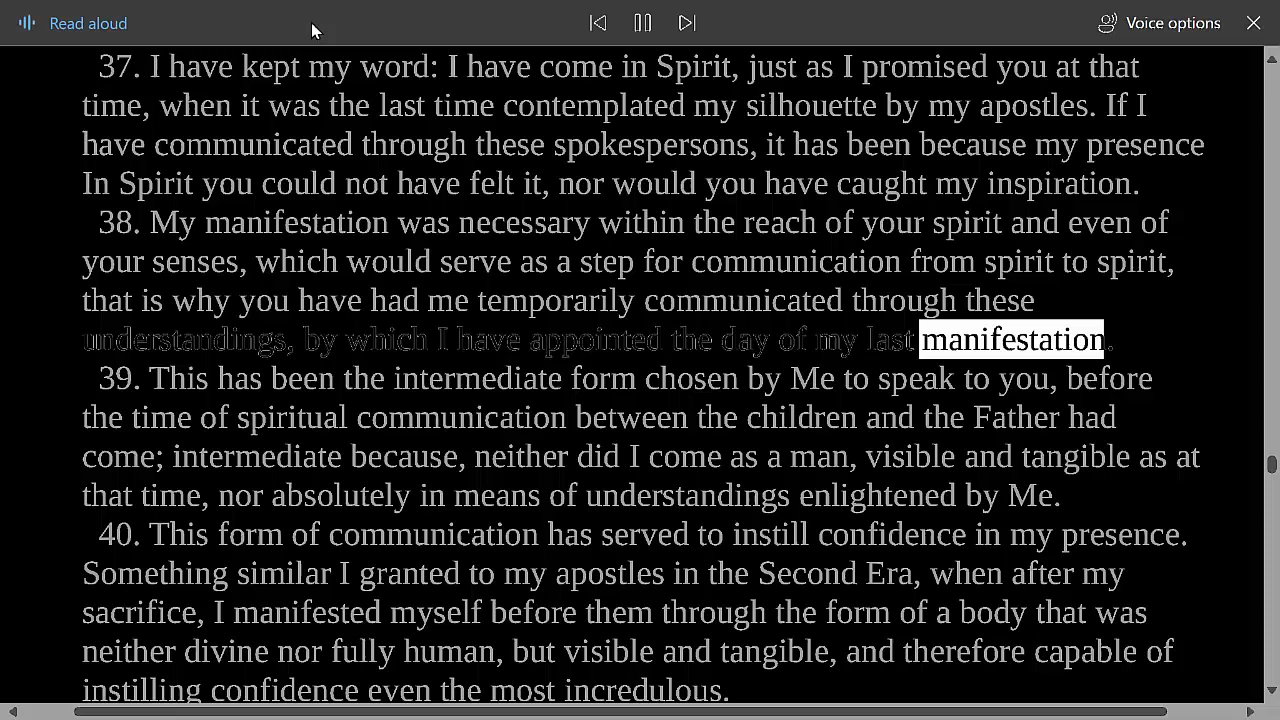 Read aloud
Voice options
37. I have kept my word: I have come in Spirit, just as I promised you at that
time, when it was the last time contemplated my silhouette by my apostles. If I
have communicated through these spokespersons, it has been because my presence
In Spirit you could not have felt it, nor would you have caught my inspiration.
38. My manifestation was necessary within the reach of your spirit and even of
your senses, which would serve as a step for communication from spirit to spirit,
that is why you have had me temporarily communicated through these
understandings, by which I have appointed the day of my last manifestation.
39. This has been the intermediate form chosen by Me to speak to you, before
the time of spiritual communication between the children and the Father had
come; intermediate because, neither did I come as a man, visible and tangible as at
that time, nor absolutely in means of understandings enlightened by Me.
40. This form of communication has served to instill confidence in my presence.
Something similar I granted to my apostles in the Second Era, when after my
sacrifice, I manifested myself before them through the form of a body that was
neither divine nor fully human, but visible and tangible, and therefore capable of
instilling confidence even the most incredulous.